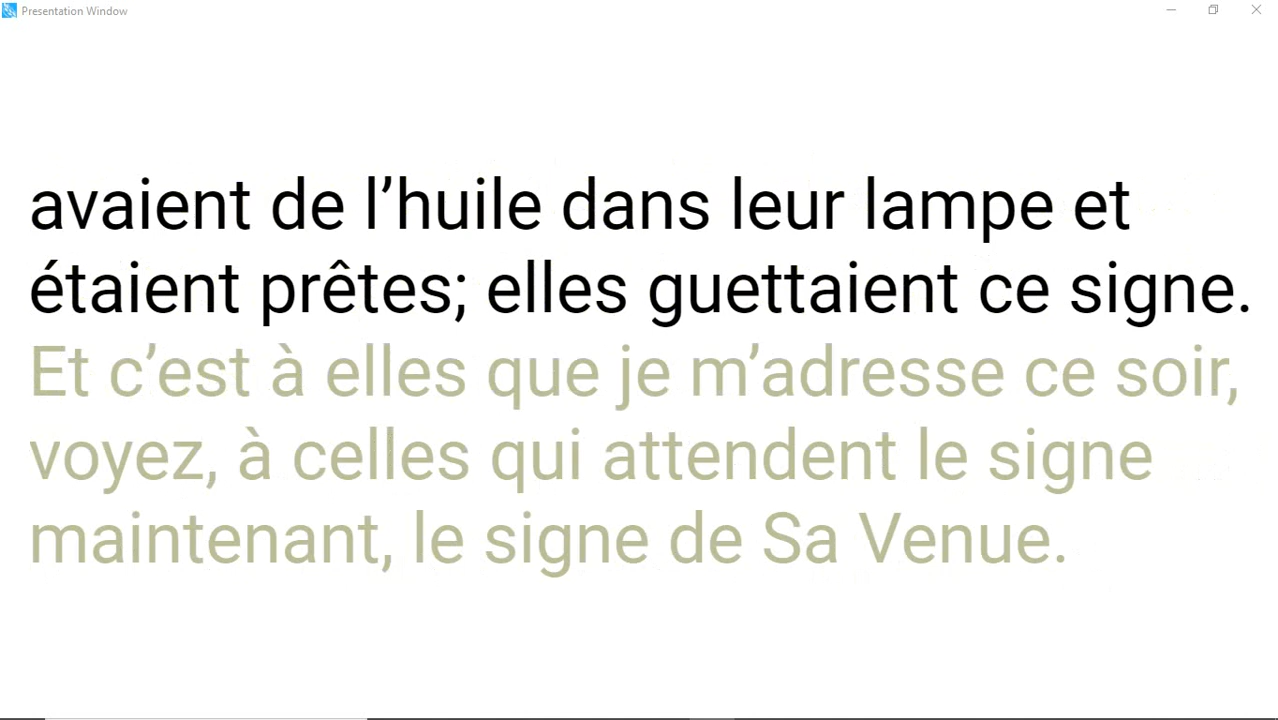 Presentation Window
avaient de l’huile dans leur lampe et
étaient prêtes; elles guettaient ce signe.
Et c’est à elles que je m’adresse ce soir,
voyez, à celles qui attendent le signe
maintenant, le signe de Sa Venue.